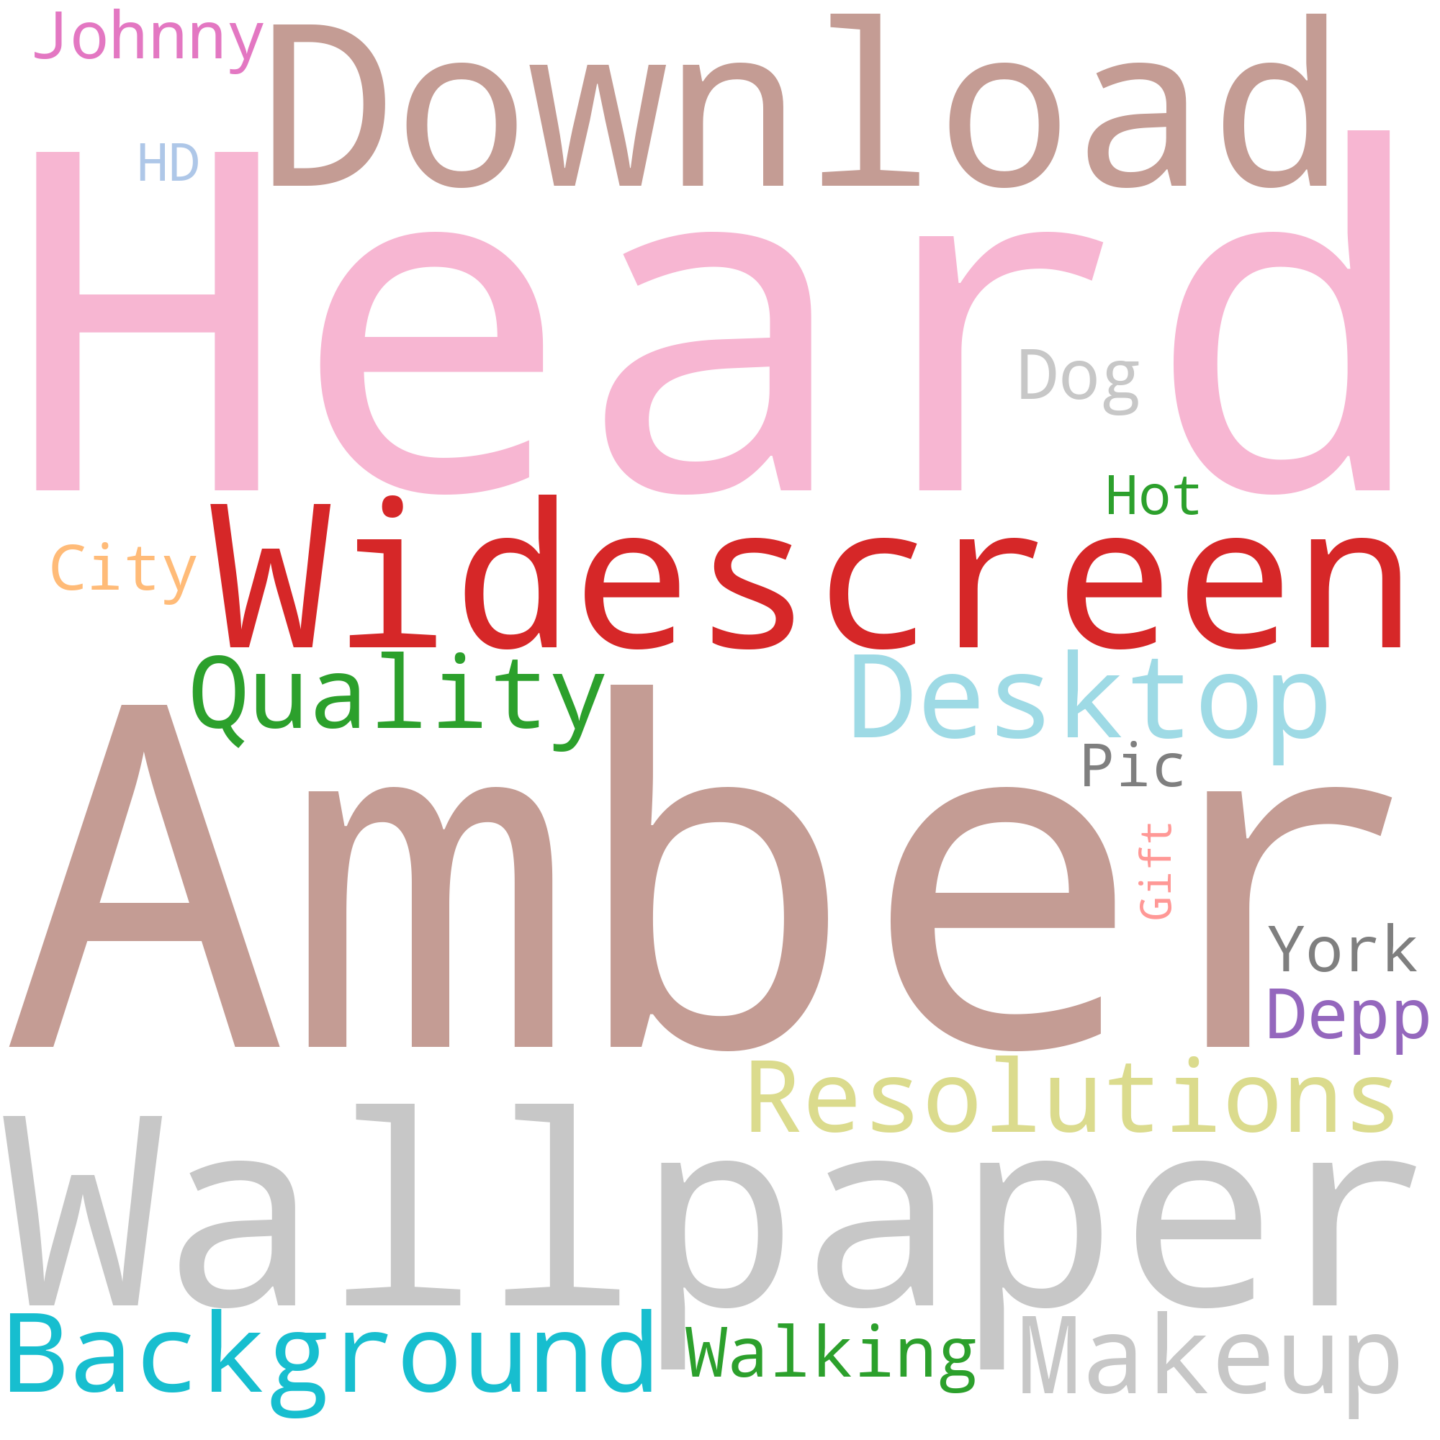 Johnny
Download
HD
Heard
Dog
Hot
Widescreen
City
Quality
Desktop
Pic
Amber
Gift
York
Depp
Resolutions
Wallpaper
Background
Walking
Makeup